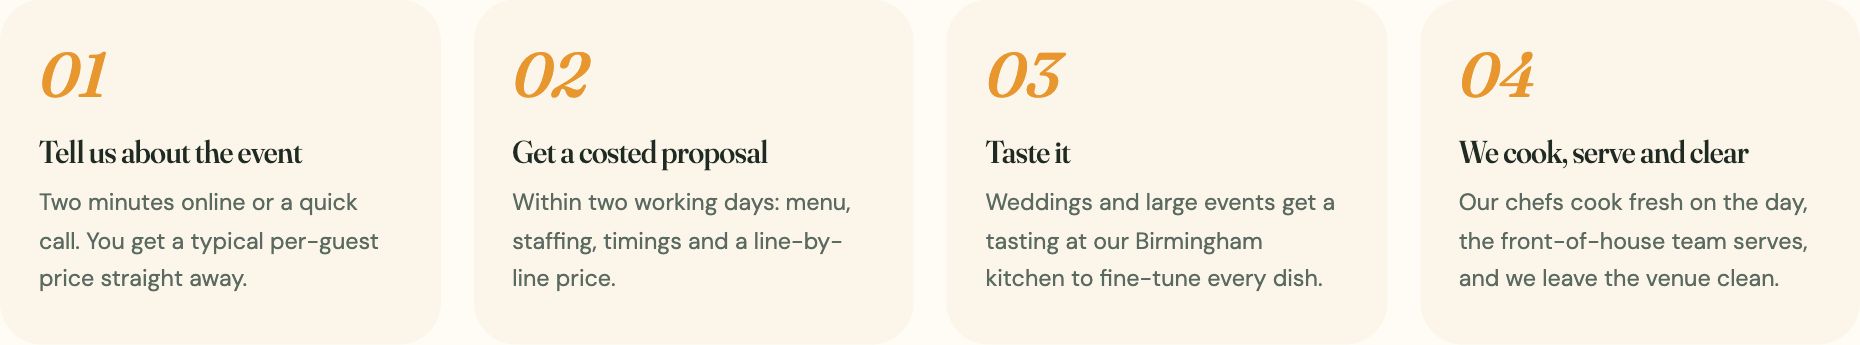 01
Tell us about the event
Two minutes online or a quick
call. You get a typical per-guest
price straight away.
02
Get a costed proposal
Within two working days: menu,
staffing, timings and a line-by-
line price.
03
Taste it
Weddings and large events get a
tasting at our Birmingham
kitchen to fine-tune every dish.
04
We cook, serve and clear
Our chefs cook fresh on the day,
the front-of-house team serves,
and we leave the venue clean.